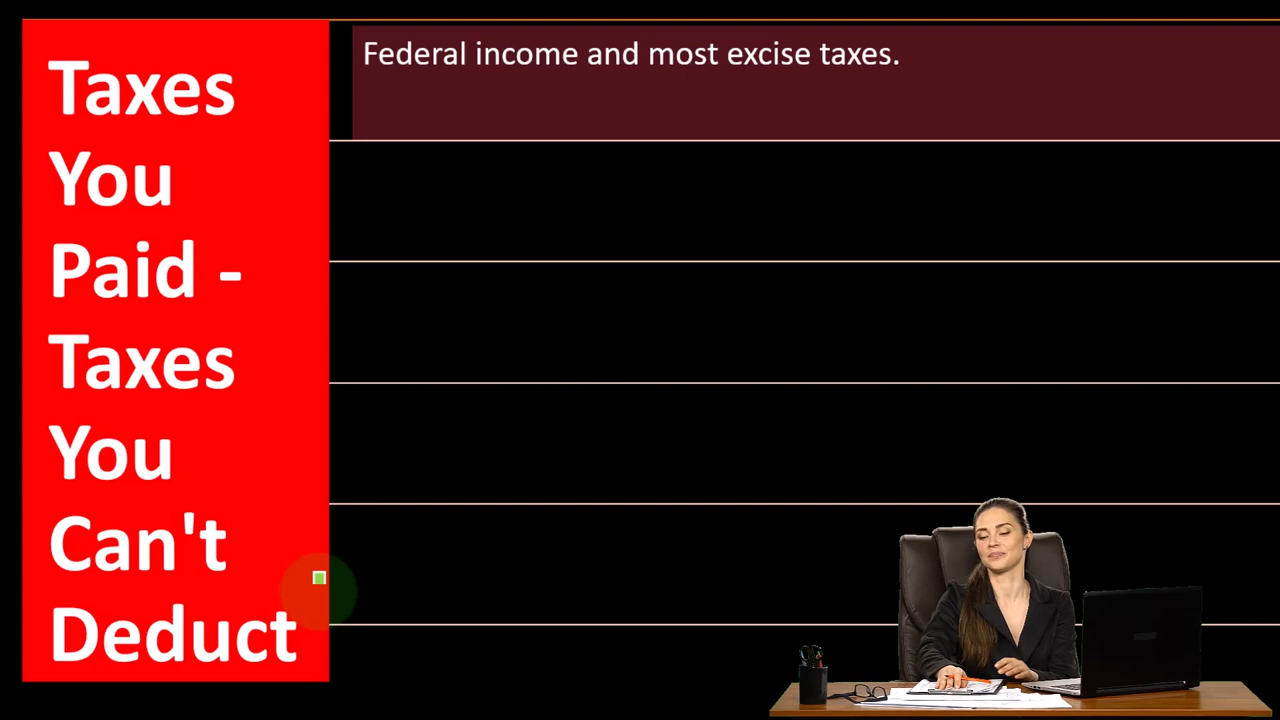 Taxes
You
Paid -
Taxes
You
Can't
Deduct
Federal income and most excise taxes.